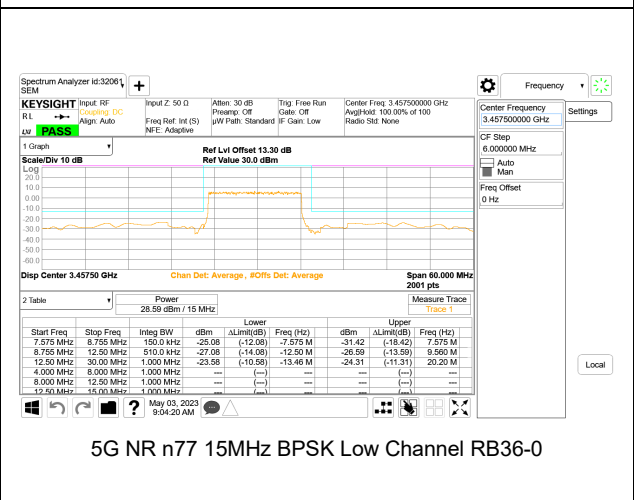 Spectrum Analyzer id:32061
SEM
Frequency
KEYSIGHT Input: RF Input Z: 50 Ω Atten: 30 dB Trig: Free Run Center Freq: 3.457500000 GHz
RL Coupling: DC Preamp: Off Gate: Off Avg|Hold: 100.00% of 100
Align: Auto Freq Ref: Int (S) µW Path: Standard IF Gain: Low Radio Std: None
PASS NFE: Adaptive
Center Frequency
3.457500000 GHz
Settings
CF Step
6.000000 MHz
Auto
Man
Freq Offset
0 Hz
1 Graph
Ref Lvl Offset 13.30 dB
Scale/Div 10 dB Ref Value 30.0 dBm
Log
20.0
10.0
0.00
-10.0
-20.0
-30.0
-40.0
-50.0
-60.0
Disp Center 3.45750 GHz Chan Det: Average , #Offs Det: Average Span 60.000 MHz
2001 pts
2 Table
Power
28.59 dBm / 15 MHz
Measure Trace
Trace 1
Lower Upper
Start Freq Stop Freq Integ BW dBm ΔLimit(dB) Freq (Hz) dBm ΔLimit(dB) Freq (Hz)
7.575 MHz 8.755 MHz 150.0 kHz -25.08 (-12.08) -7.575 M -31.42 (-18.42) 7.575 M
8.755 MHz 12.50 MHz 510.0 kHz -27.08 (-14.08) -12.50 M -26.59 (-13.59) 9.560 M
12.50 MHz 30.00 MHz 1.000 MHz -23.58 (-10.58) -13.46 M -24.31 (-11.31) 20.20 M
4.000 MHz 8.000 MHz 1.000 MHz --- (---) --- --- (---) ---
8.000 MHz 12.50 MHz 1.000 MHz --- (---) --- --- (---) ---
12.50 MHz 15.00 MHz 1.000 MHz --- (---) --- --- (---) ---
Local
? May 03, 2023
9:04:20 AM
5G NR n77 15MHz BPSK Low Channel RB36-0